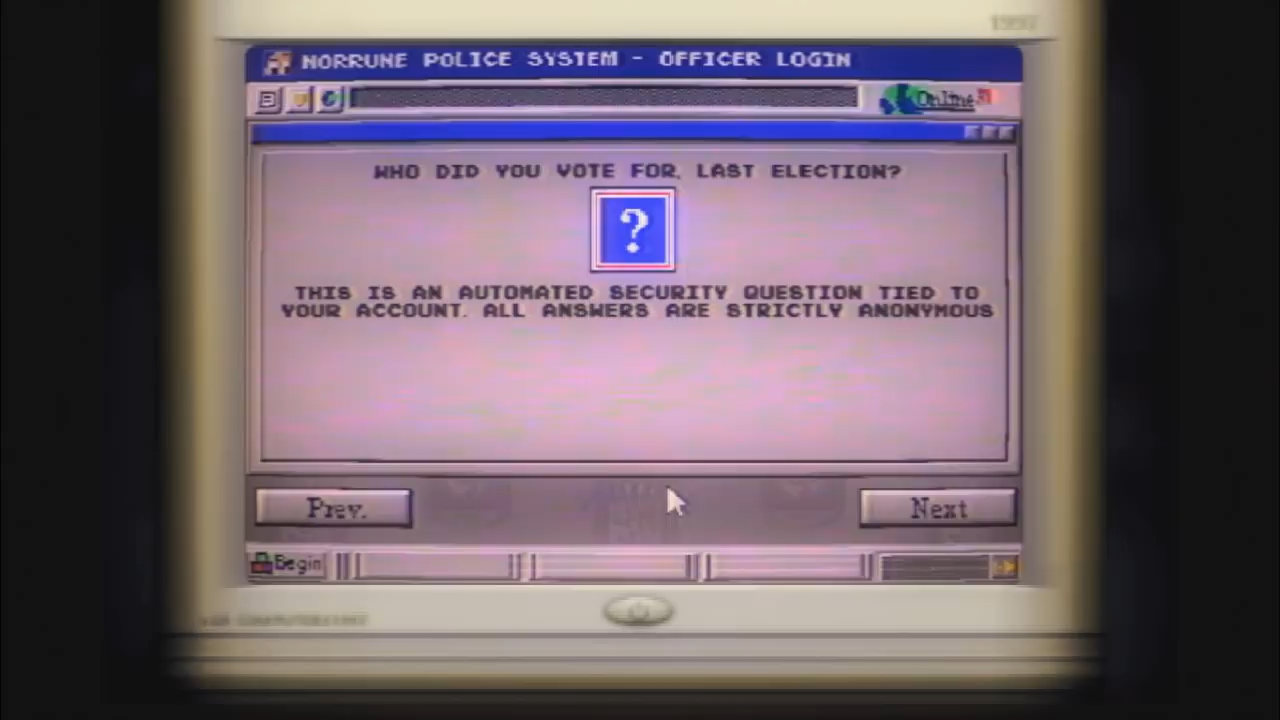 1997
NORRUNE POLICE SYSTEM - OFFICER LOGIN
Online
WHO DID YOU VOTE FOR, LAST ELECTION?
?
THIS IS AN AUTOMATED SECURITY QUESTION TIED TO
YOUR ACCOUNT. ALL ANSWERS ARE STRICTLY ANONYMOUS
Prev.
Next
Begin